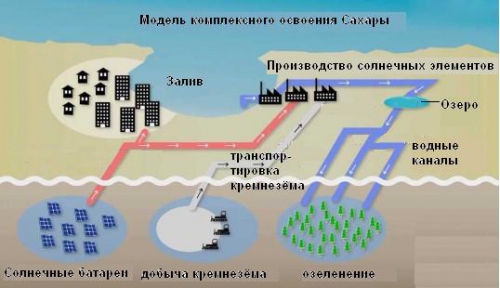 Модель комплексного освоения Сахары
Производство солнечных элементов
Залив
Озеро
транспор-
тировка
кремнезёма
водные
каналы
Солнечные батареи
добыча кремнезёма
озеленение